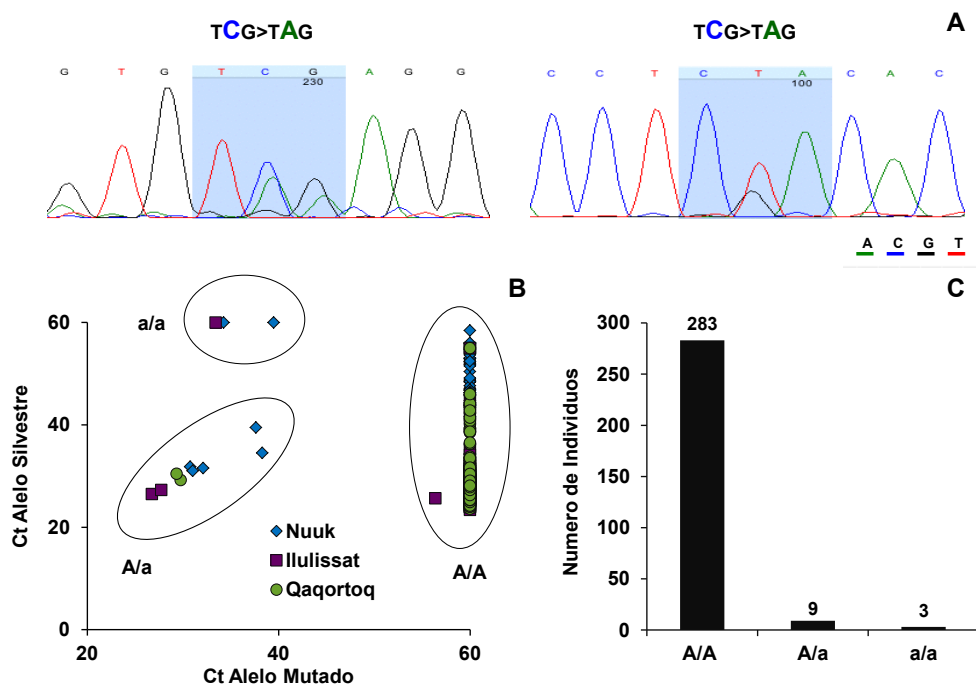 TCG>TAG
TCG>TAG
A
G T G T C G A G G
230
C C T C T A C A C
100
A C G T
B
60
40
20
0
20 40 60
Ct Alelo Silvestre
Ct Alelo Mutado
a/a
A/a
A/A
Nuuk
Ilulissat
Qaqortoq
C
300
250
200
150
100
50
0
Numero de Individuos
283
9
3
A/A A/a a/a